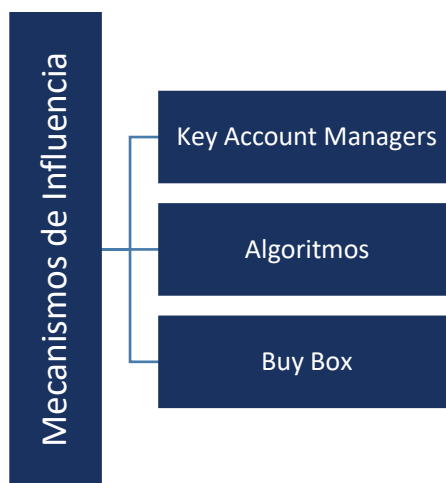 Mecanismos de Influencia
Key Account Managers
Algoritmos
Buy Box